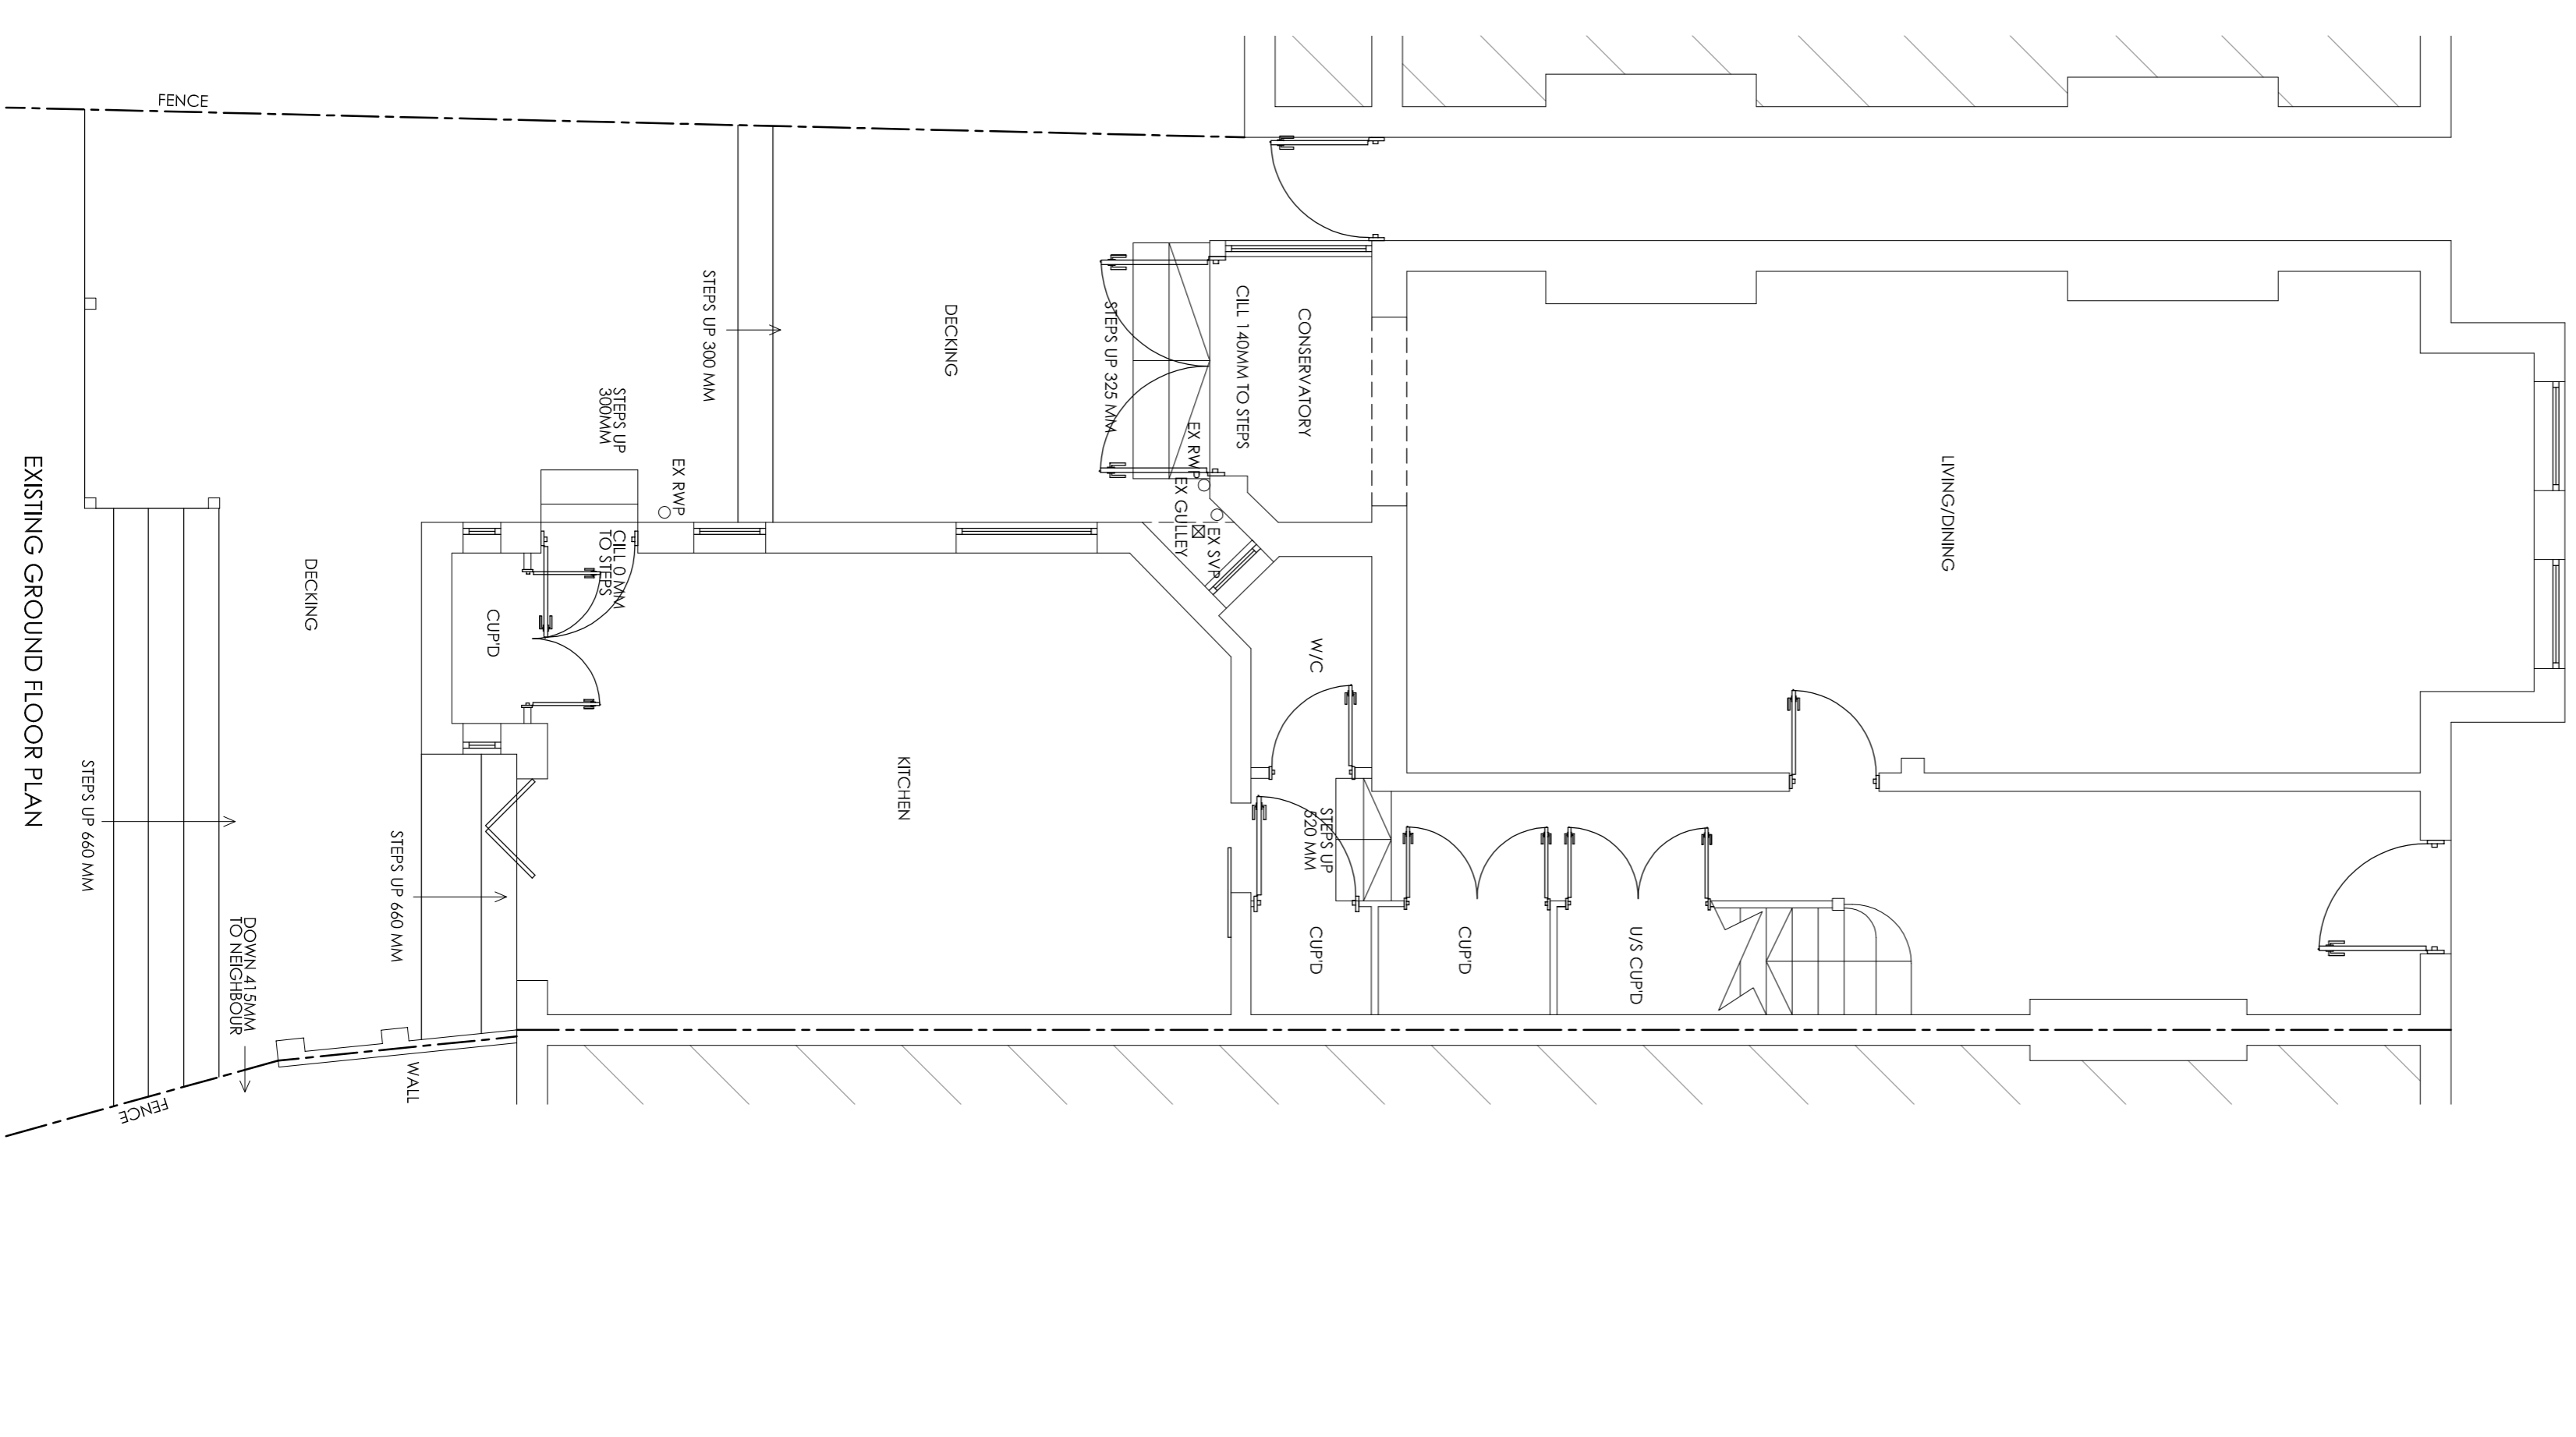 FENCE
LIVING/DINING
CONSERVATORY
CILL 140MM TO STEPS
STEPS UP 325 MM
DECKING
STEPS UP 300 MM
STEPS UP
300MM
EX RWP
EX RWP
EX GULLEY
EX SVP
CILL 0 MM
TO STEPS
CUP'D
W/C
STEPS UP
520 MM
KITCHEN
CUP'D
CUP'D
U/S CUP'D
DECKING
STEPS UP 660 MM
STEPS UP 660 MM
DOWN 415MM
TO NEIGHBOUR
WALL
FENCE
EXISTING GROUND FLOOR PLAN